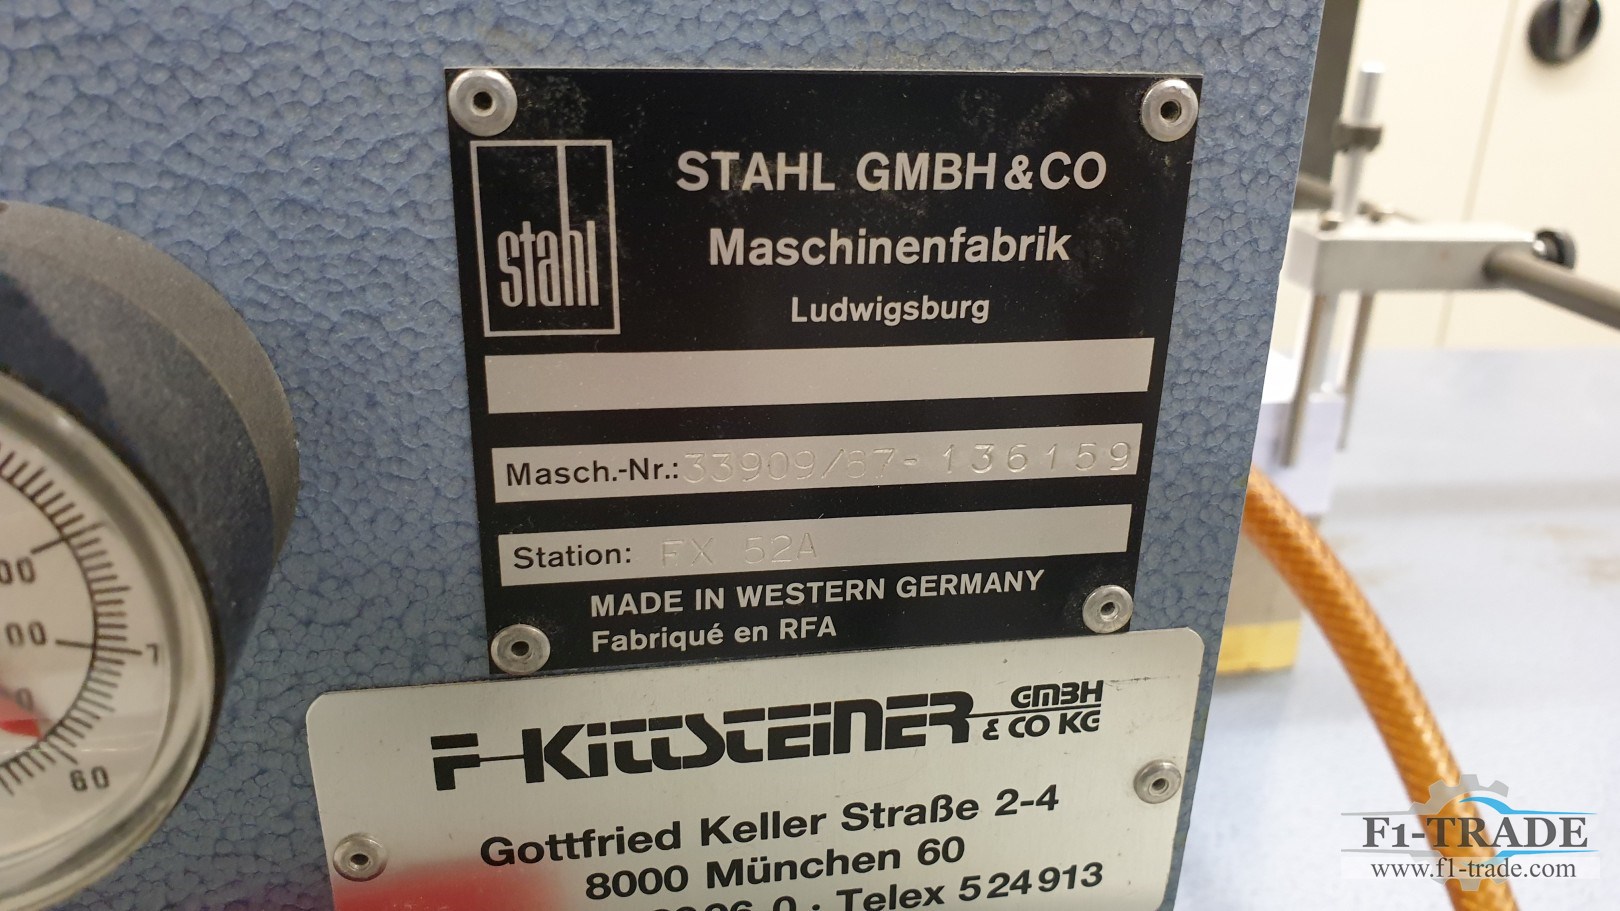 stahl
STAHL GMBH & CO
Maschinenfabrik
Ludwigsburg
Masch.-Nr.: 33909/87-136159
Station: FX 52A
MADE IN WESTERN GERMANY
Fabriqué en RFA
F-KITTSTEINER GMBH & CO KG
Gottfried Keller Straße 2-4
8000 München 60
Telex 524913
60
F1-TRADE
www.f1-trade.com